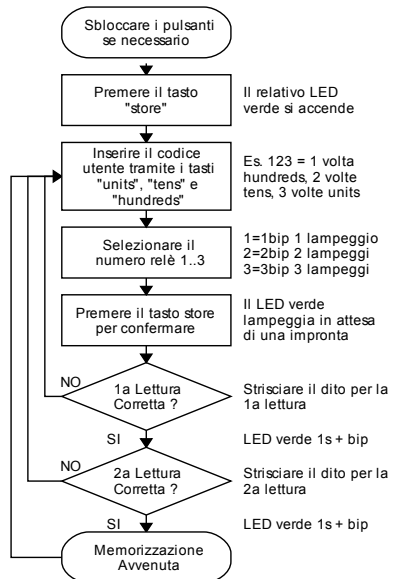 Sbloccare i pulsanti
se necessario
Premere il tasto
"store"
Il relativo LED
verde si accende
Inserire il codice
utente tramite i tasti
"units", "tens" e
"hundreds"
Es. 123 = 1 volta
hundreds, 2 volte
tens, 3 volte units
Selezionare il
numero relè 1..3
1=1bip 1 lampeggio
2=2bip 2 lampeggi
3=3bip 3 lampeggi
Premere il tasto store
per confermare
Il LED verde
lampeggia in attesa
di una impronta
NO
1a Lettura
Corretta ?
Strisciare il dito per la
1a lettura
SI
LED verde 1s + bip
NO
2a Lettura
Corretta ?
Strisciare il dito per la
2a lettura
SI
LED verde 1s + bip
Memorizzazione
Avvenuta